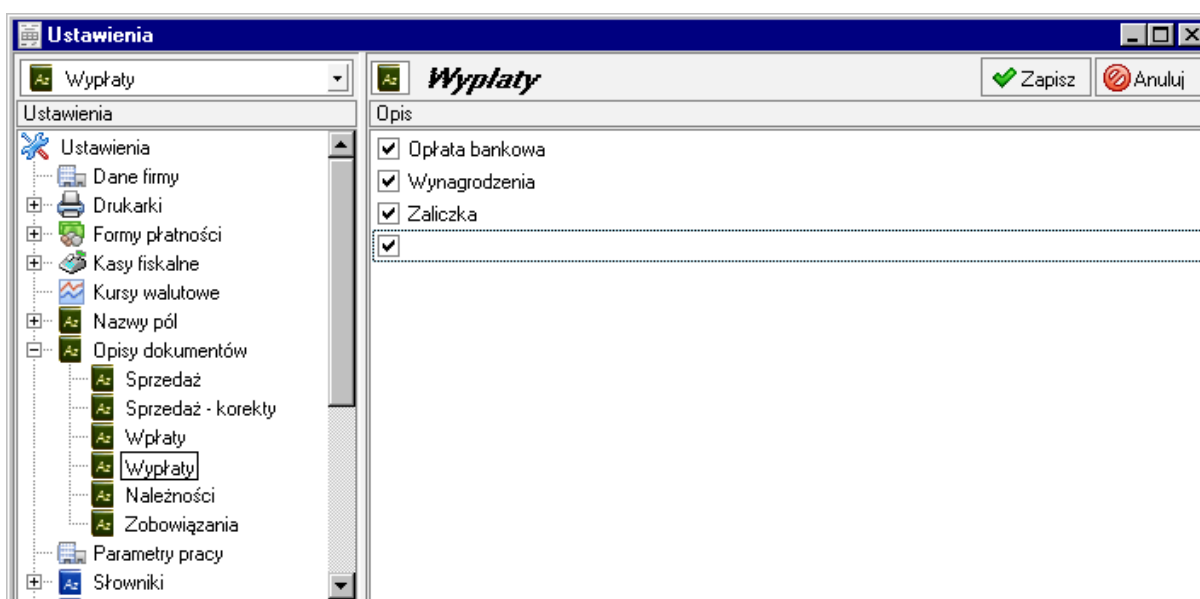 Ustawienia
Wypłaty
Wypłaty
Zapisz
Anuluj
Ustawienia
Opis
Ustawienia
Dane firmy
Drukarki
Formy płatności
Kasy fiskalne
Kursy walutowe
Nazwy pól
Opisy dokumentów
Sprzedaż
Sprzedaż - korekty
Wpłaty
Wypłaty
Należności
Zobowiązania
Parametry pracy
Słowniki
Opłata bankowa
Wynagrodzenia
Zaliczka